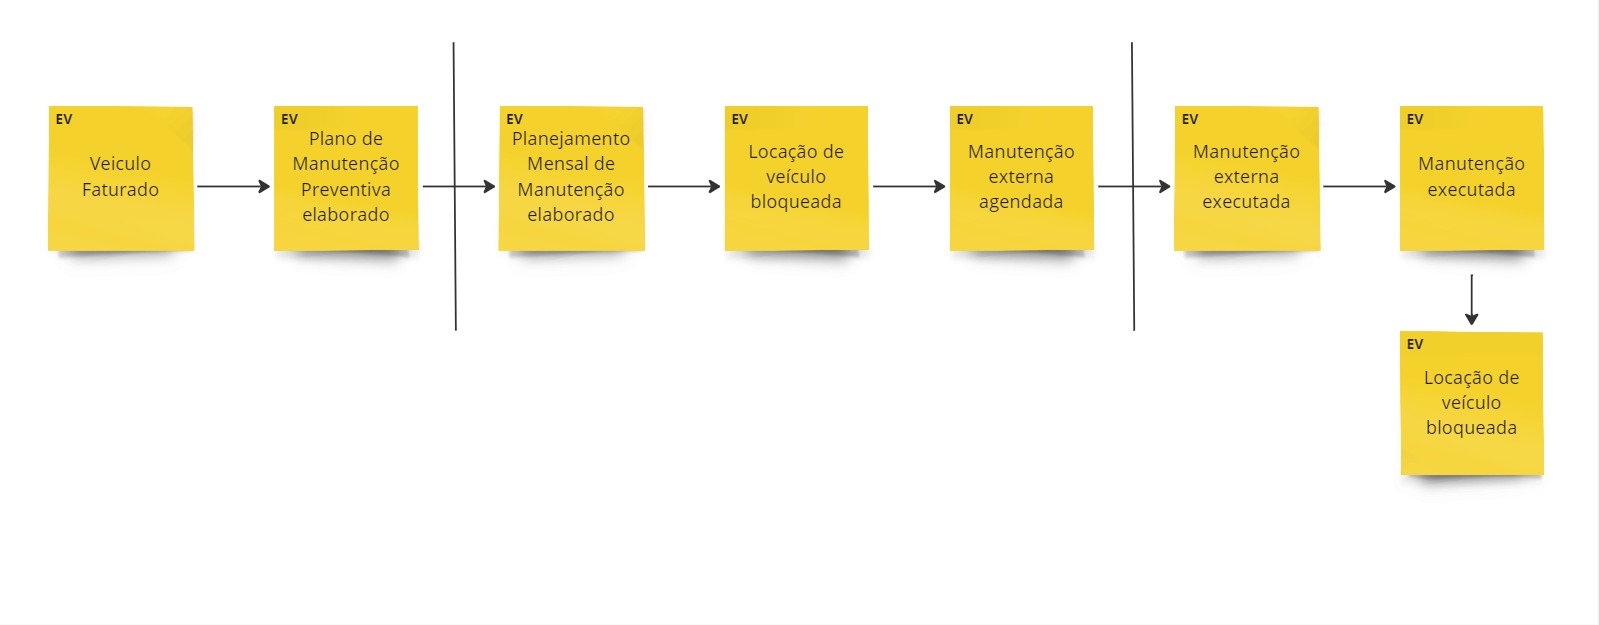 EV
Veiculo
Faturado
EV
Plano de
Manutenção
Preventiva
elaborado
EV
Planejamento
Mensal de
Manutenção
elaborado
EV
Locação de
veículo
bloqueada
EV
Manutenção
externa
agendada
EV
Manutenção
externa
executada
EV
Manutenção
executada
EV
Locação de
veículo
bloqueada